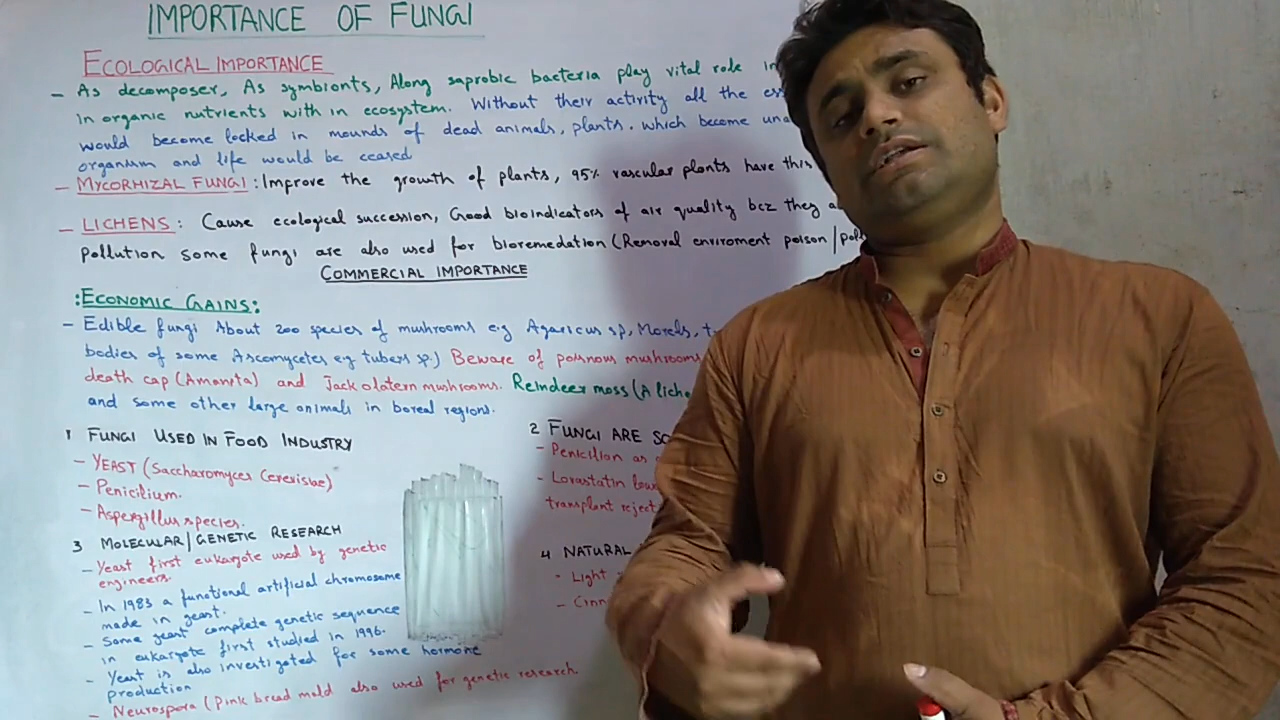 IMPORTANCE OF FUNGI
ECOLOGICAL IMPORTANCE
– As decomposer, As symbionts, Along saprobic bacteria play vital role in
in organic nutrients with in ecosystem. Without their activity all the
would become locked in mounds of dead animals, plants. which become
organism and life would be ceased
– MYCORHIZAL FUNGI: Improve the growth of plants, 95% vascular plants have this
– LICHENS: Cause ecological succession, Good bioindicators of air quality bcz they
Pollution some fungi are also used for bioremedation (Removal enviroment poison/
COMMERCIAL IMPORTANCE
:ECONOMIC GAINS:
– Edible fungi About 200 species of mushrooms e.g Agaricus sp, Morels,
bodies of some Ascomycetes e.g tubers sp.) Beware of poisnous mushrooms
death cap (Amanita) and Jack olatern mushrooms. Reindeer moss (A
and some other large animals in boreal regions.
1 FUNGI USED IN FOOD INDUSTRY
– YEAST (Saccharomyces Cerevisae)
– Penicilium.
– Aspergillus species.
2 FUNGI ARE
– Penicilian as
– Lovastatin
transplant reject
3 MOLECULAR/GENETIC RESEARCH
– Yeast first eukaryote used by genetic
engineers
– In 1983 a funtional artificial chromosome
made in yeast.
– Some yeast complete genetic sequence
in eukaryote first studied in 1996.
– Yeast is also investigated for some hormone
production
– Neurospora (Pink bread mold also used for genetic research.
4 NATURAL
- Light
- Cinn